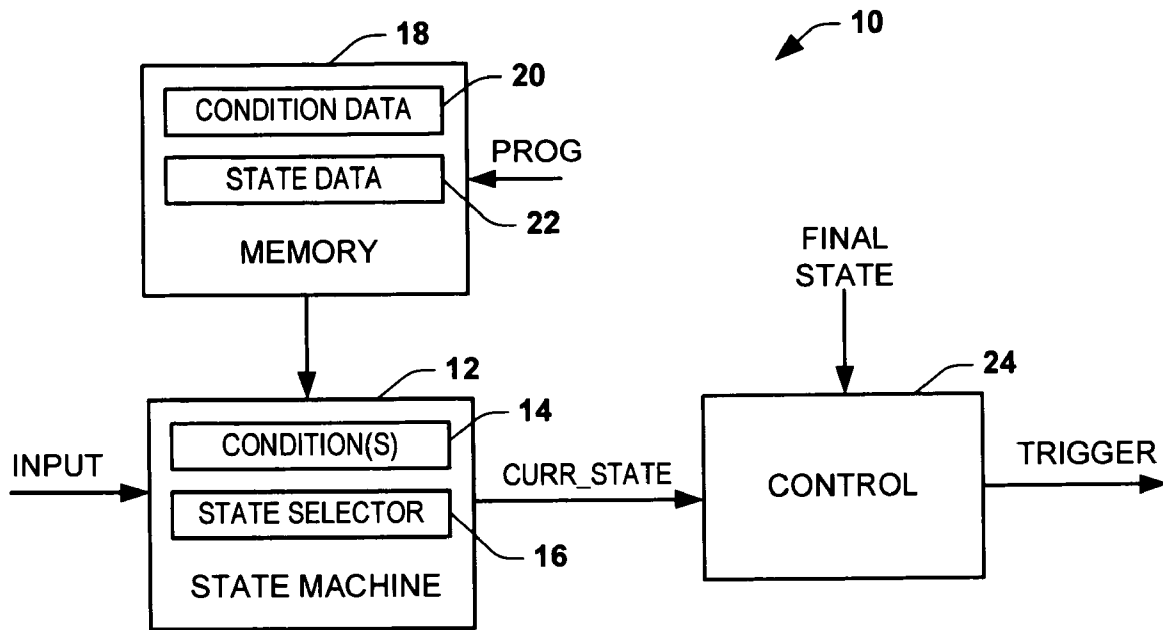 10
18
20
CONDITION DATA
PROG
STATE DATA
22
MEMORY
FINAL
STATE
12
24
14
CONDITION(S)
INPUT
CURR_STATE
CONTROL
TRIGGER
STATE SELECTOR
16
STATE MACHINE